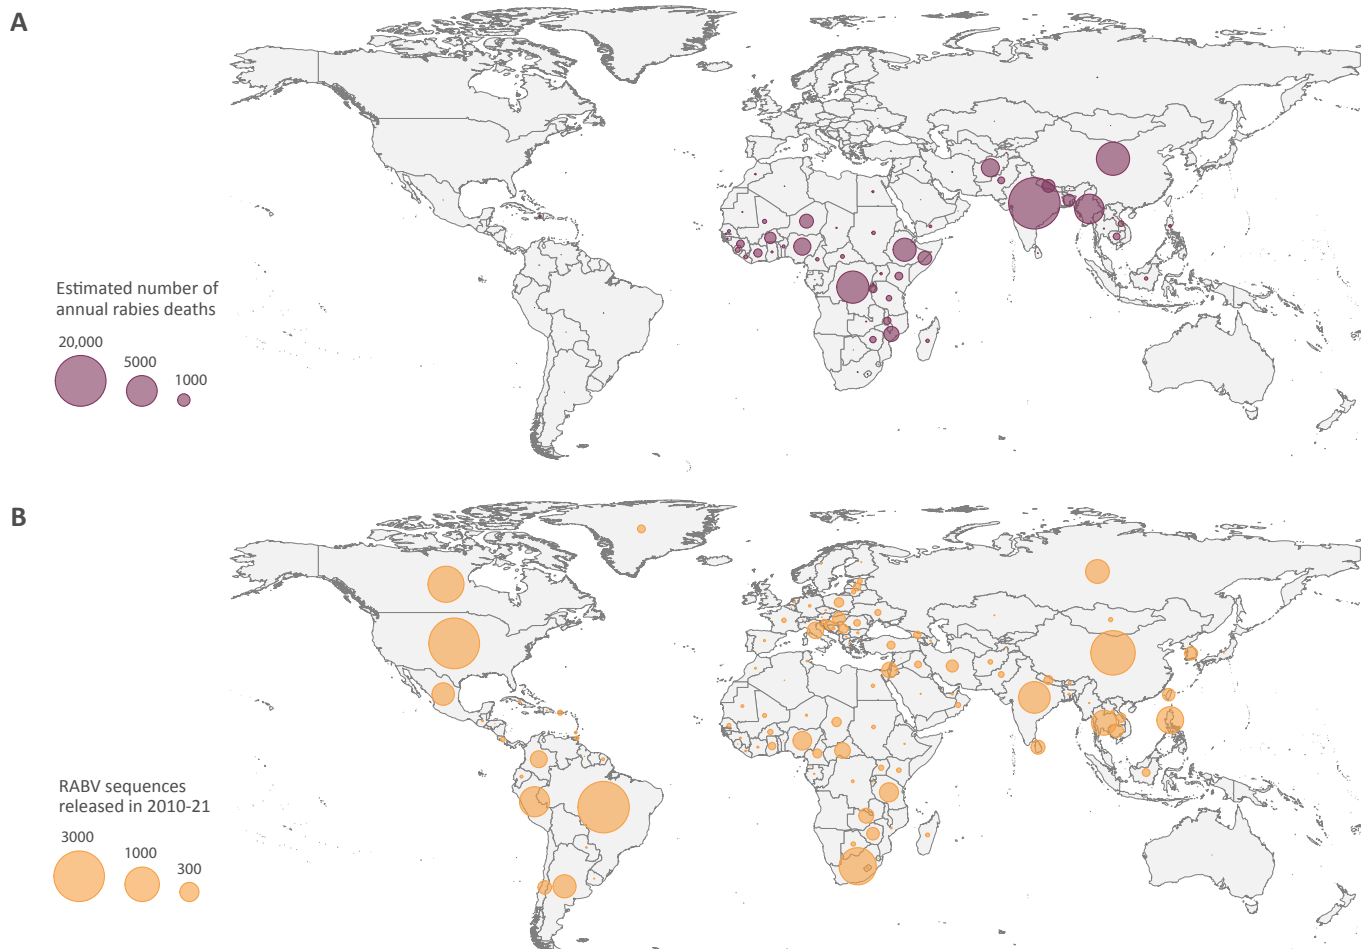 A
Estimated number of
annual rabies deaths
20,000
5000
1000
B
RABV sequences
released in 2010-21
3000
1000
300